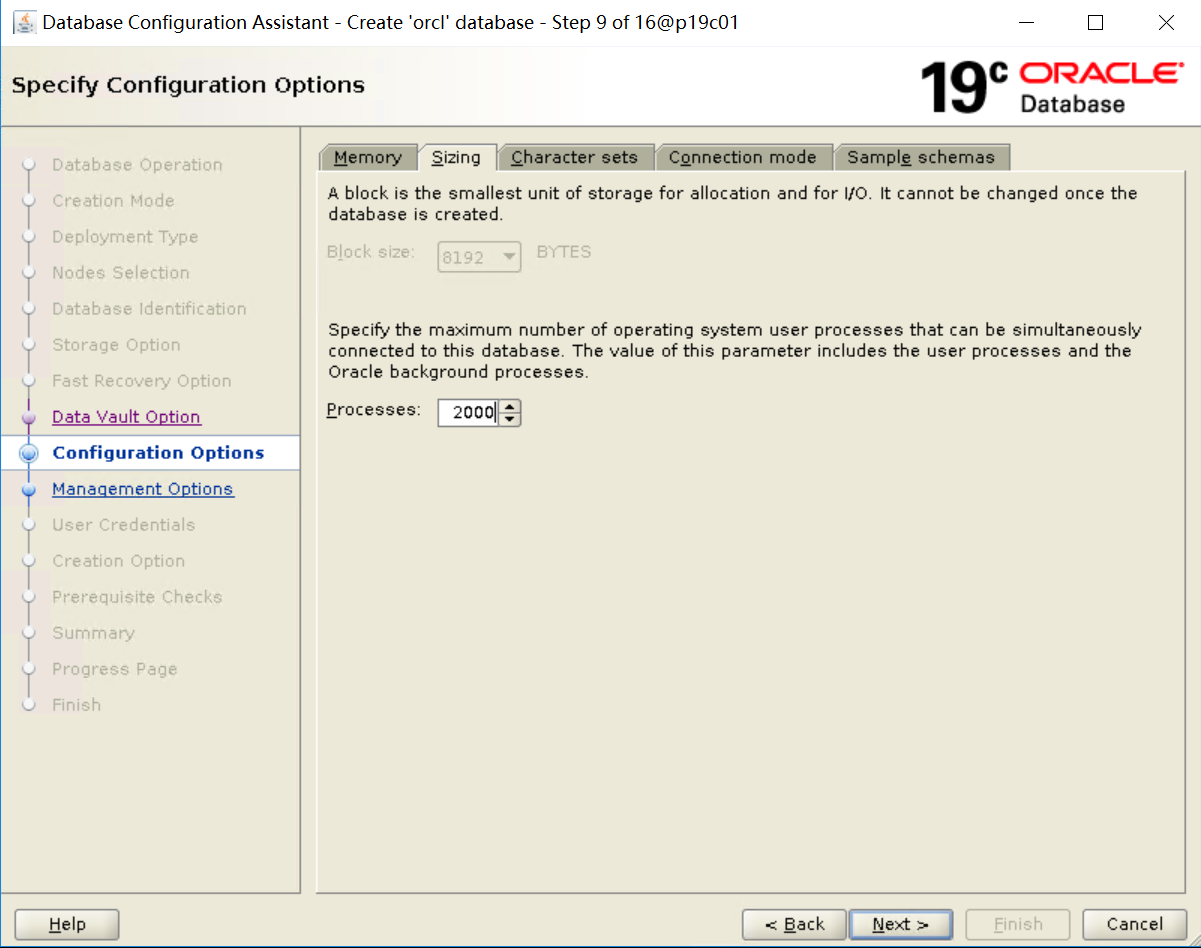 Database Configuration Assistant - Create 'orcl' database - Step 9 of 16@p19c01
Specify Configuration Options
19c ORACLE
Database
Database Operation
Creation Mode
Deployment Type
Nodes Selection
Database Identification
Storage Option
Fast Recovery Option
Data Vault Option
Configuration Options
Management Options
User Credentials
Creation Option
Prerequisite Checks
Summary
Progress Page
Finish
Memory Sizing Character sets Connection mode Sample schemas
A block is the smallest unit of storage for allocation and for I/O. It cannot be changed once the
database is created.
Block size: 8192 BYTES
Specify the maximum number of operating system user processes that can be simultaneously
connected to this database. The value of this parameter includes the user processes and the
Oracle background processes.
Processes: 2000
Help < Back Next > Finish Cancel